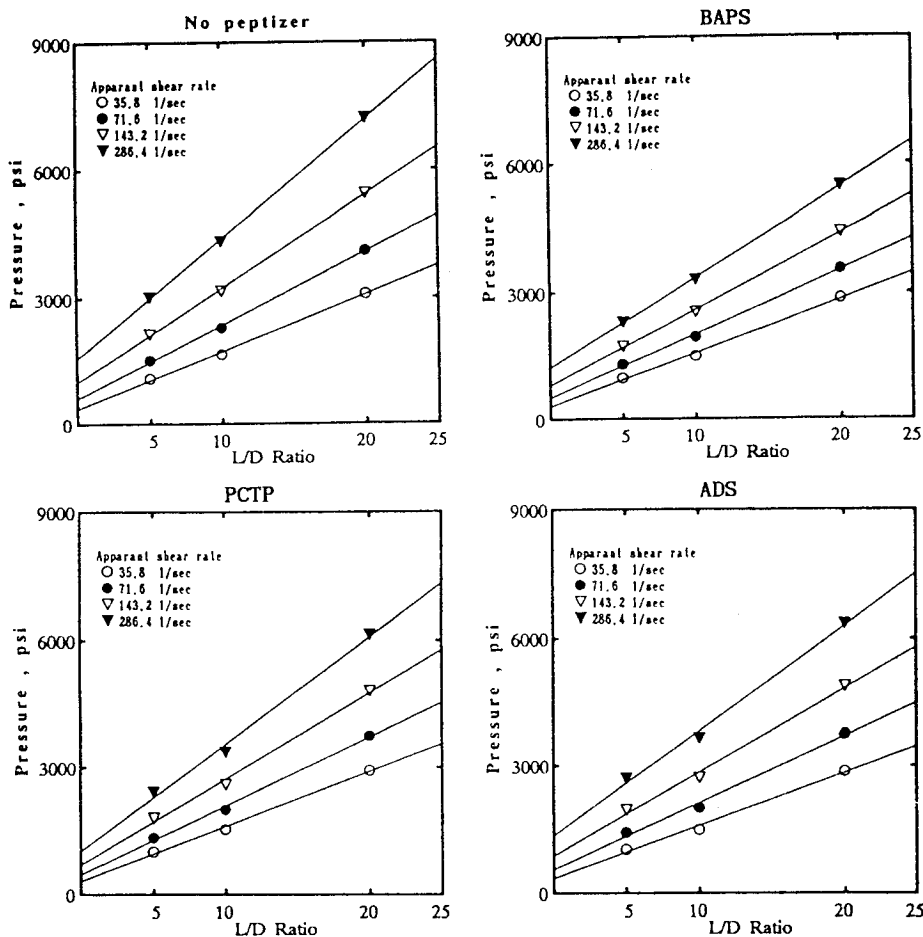 No peptizer
9000
6000
3000
0
Pressure , psi
Apparant shear rate
35.8 1/sec
71.6 1/sec
143.2 1/sec
286.4 1/sec
5 10 20 25
L/D Ratio
BAPS
9000
6000
3000
0
Pressure , psi
Apparant shear rate
35.8 1/sec
71.6 1/sec
143.2 1/sec
286.4 1/sec
5 10 20 25
L/D Ratio
PCTP
9000
6000
3000
0
Pressure , psi
Apparant shear rate
35.8 1/sec
71.6 1/sec
143.2 1/sec
286.4 1/sec
5 10 20 25
L/D Ratio
ADS
9000
6000
3000
0
Pressure , psi
Apparant shear rate
35.8 1/sec
71.6 1/sec
143.2 1/sec
286.4 1/sec
5 10 20 25
L/D Ratio